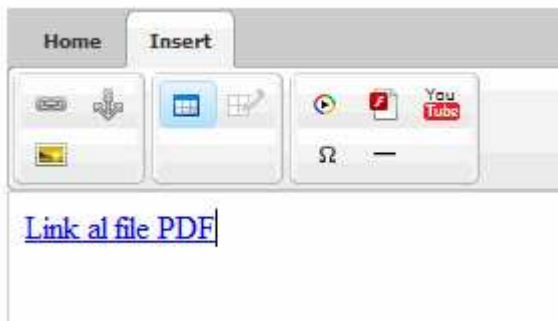 Home Insert
You
Tube
Ω —
Link al file PDF